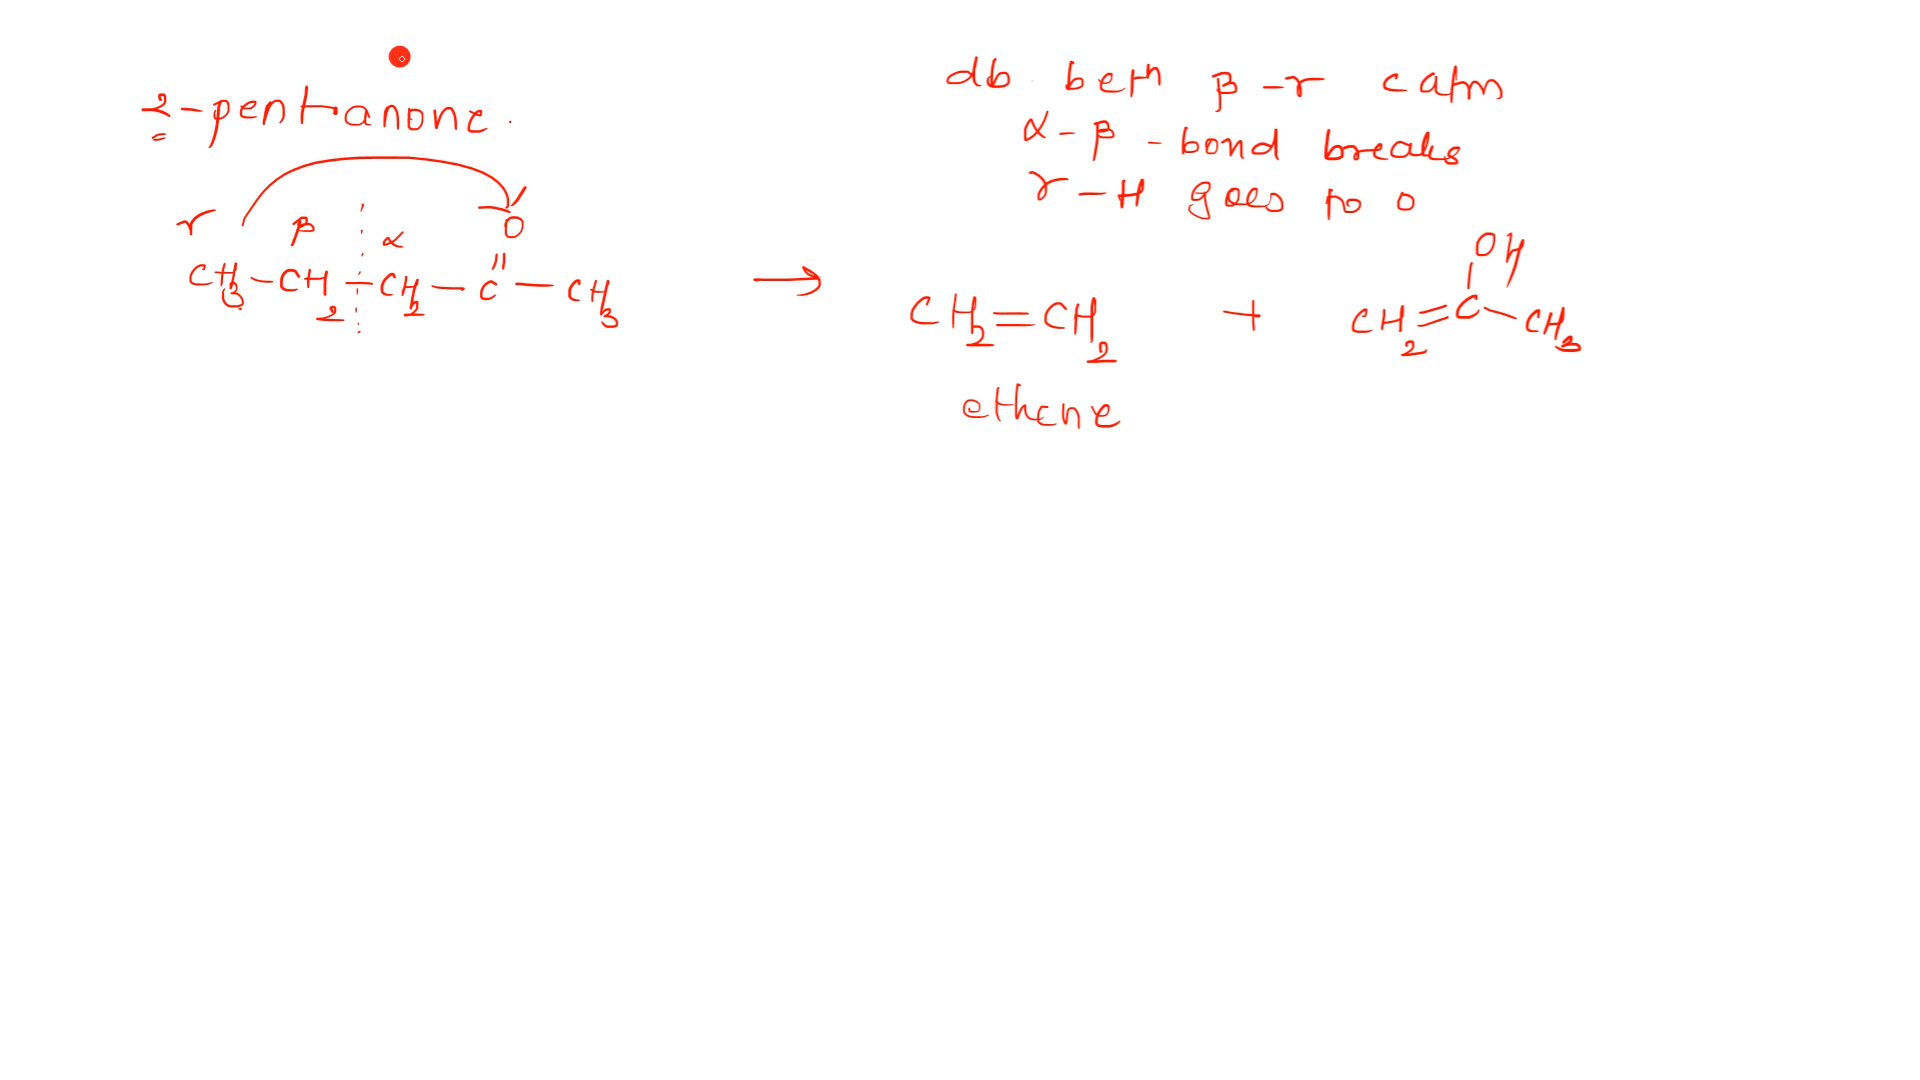 2-pentanone.
γ β α O
CH3-CH2-CH2-C-CH3
db betn β-γ catm
α-β -bond breaks
γ-H goes to O
OH
CH2=CH2 + CH2=C-CH3
ethene